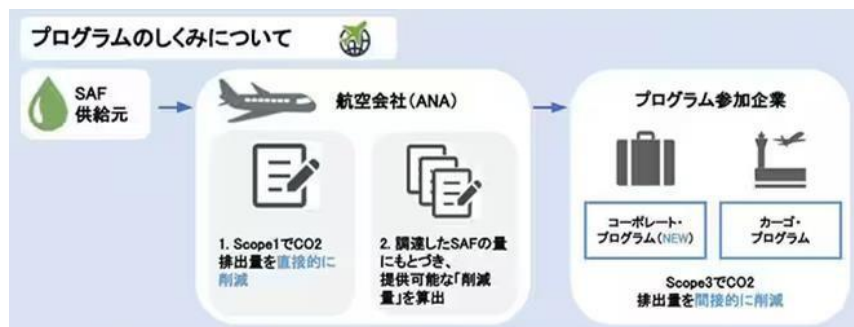 プログラムのしくみについて
SAF
供給元
航空会社(ANA)
1. Scope1でCO2
排出量を直接的に
削減
2. 調達したSAFの量
にもとづき、
提供可能な「削減
量」を算出
プログラム参加企業
コーポレート・
プログラム(NEW)
カーゴ・
プログラム
Scope3でCO2
排出量を間接的に削減